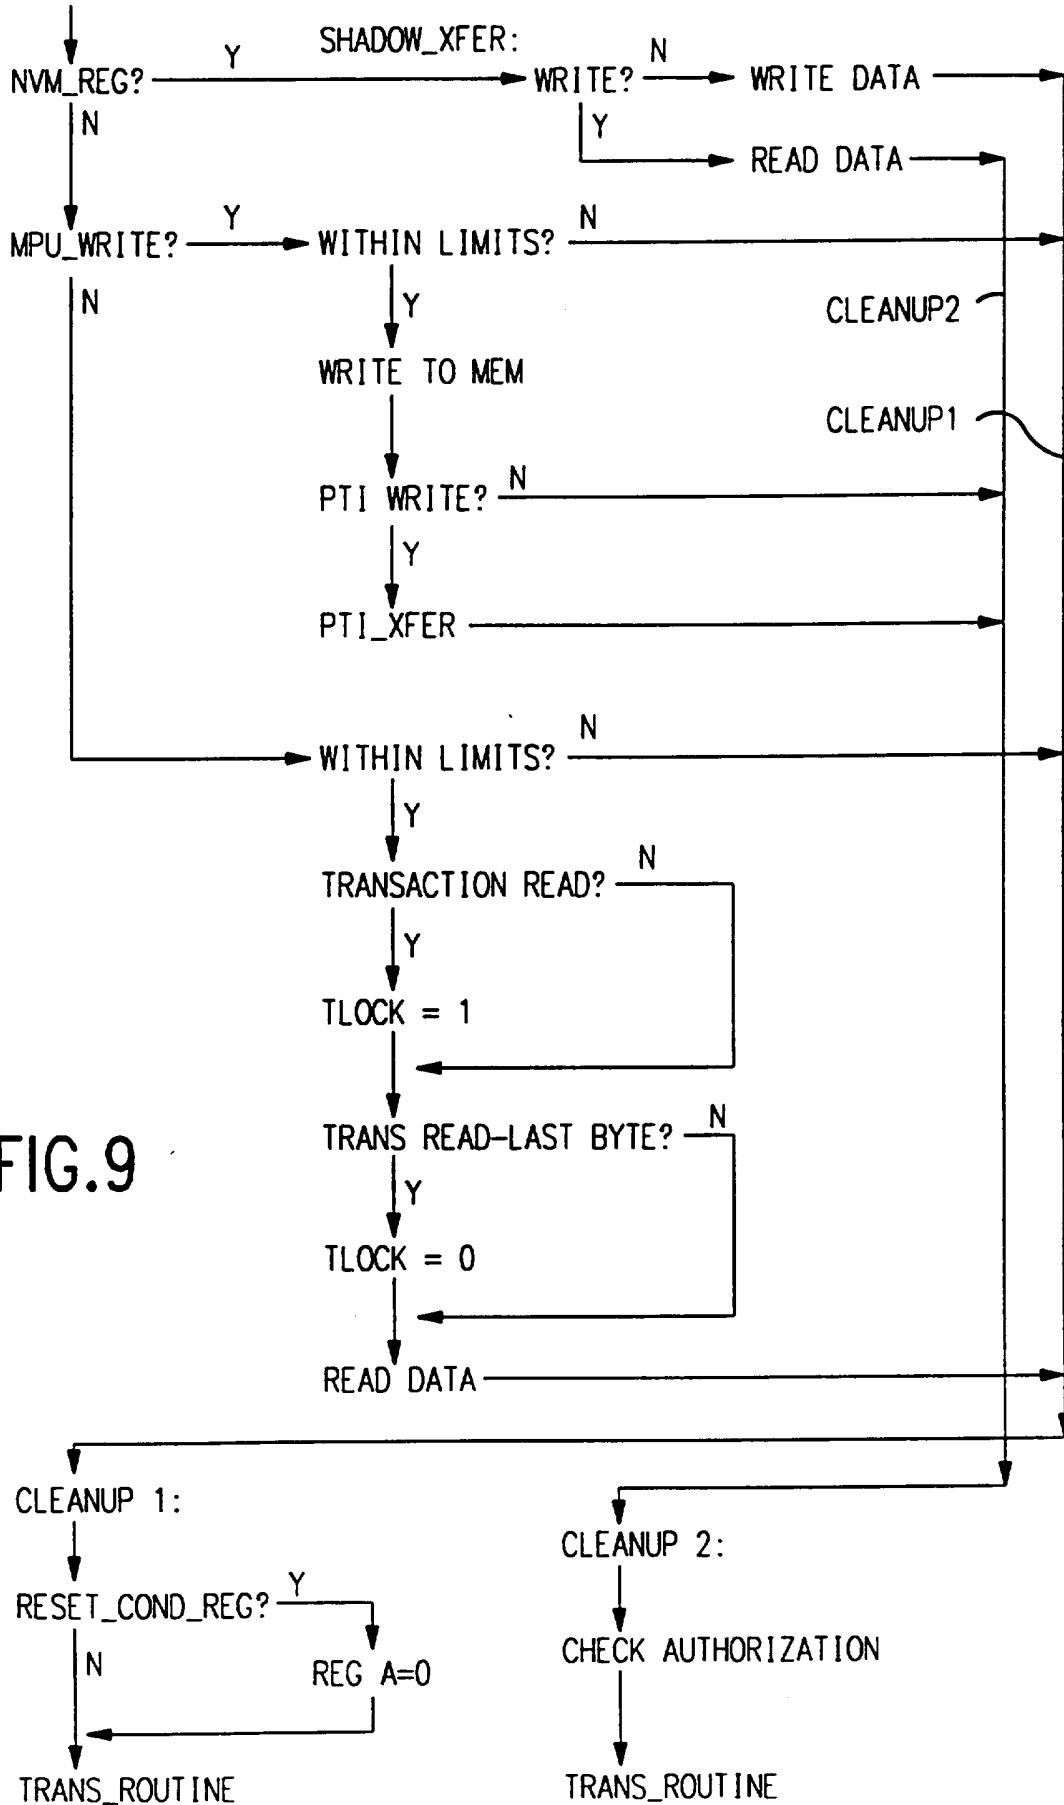 SHADOW_XFER:
NVM_REG?
Y
WRITE?
N
WRITE DATA
N
Y
READ DATA
MPU_WRITE?
Y
WITHIN LIMITS?
N
N
Y
CLEANUP2
WRITE TO MEM
CLEANUP1
PTI WRITE?
N
Y
PTI_XFER
WITHIN LIMITS?
N
Y
TRANSACTION READ?
N
Y
TLOCK = 1
TRANS READ-LAST BYTE?
N
FIG.9
Y
TLOCK = 0
READ DATA
CLEANUP 1:
CLEANUP 2:
RESET_COND_REG?
Y
N
REG A=0
CHECK AUTHORIZATION
TRANS_ROUTINE
TRANS_ROUTINE